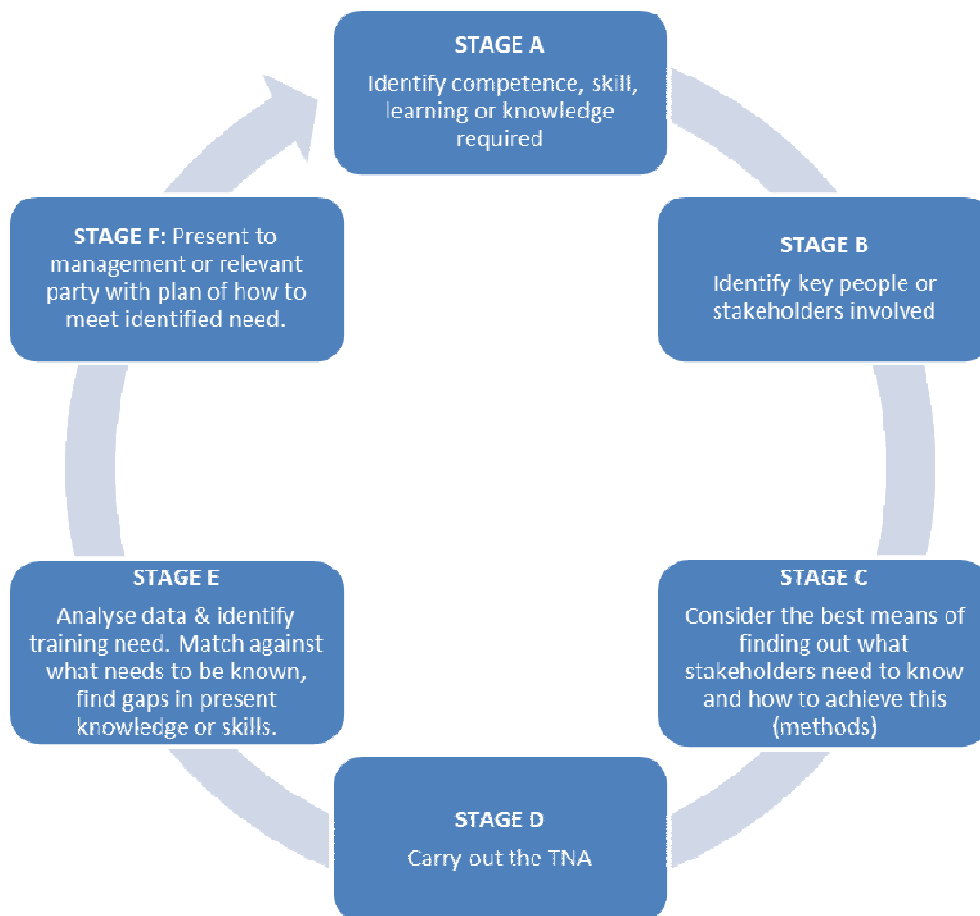 STAGE A
Identify competence, skill,
learning or knowledge
required
STAGE B
Identify key people or
stakeholders involved
STAGE C
Consider the best means of
finding out what
stakeholders need to know
and how to achieve this
(methods)
STAGE D
Carry out the TNA
STAGE E
Analyse data & identify
training need. Match against
what needs to be known,
find gaps in present
knowledge or skills.
STAGE F: Present to
management or relevant
party with plan of how to
meet identified need.